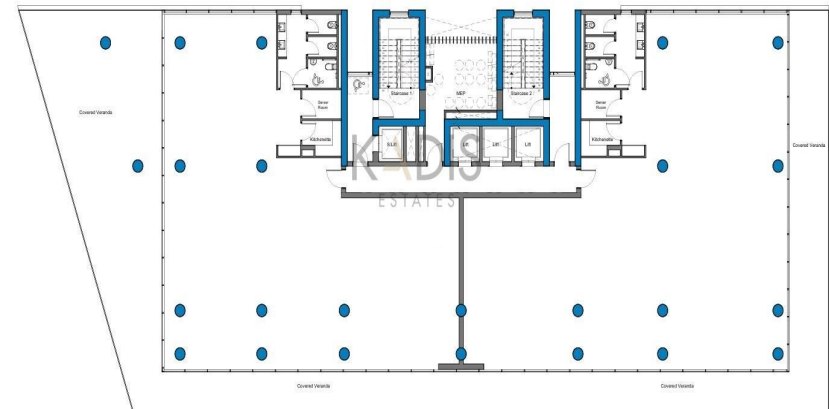 Staircase 1
MEP
Staircase 2
Covered Veranda
Server
Room
Server
Room
Kitchenette
S.Lift
Lift
Lift
Lift
Kitchenette
Covered Veranda
KADIS
ESTATES
Covered Veranda
Covered Veranda